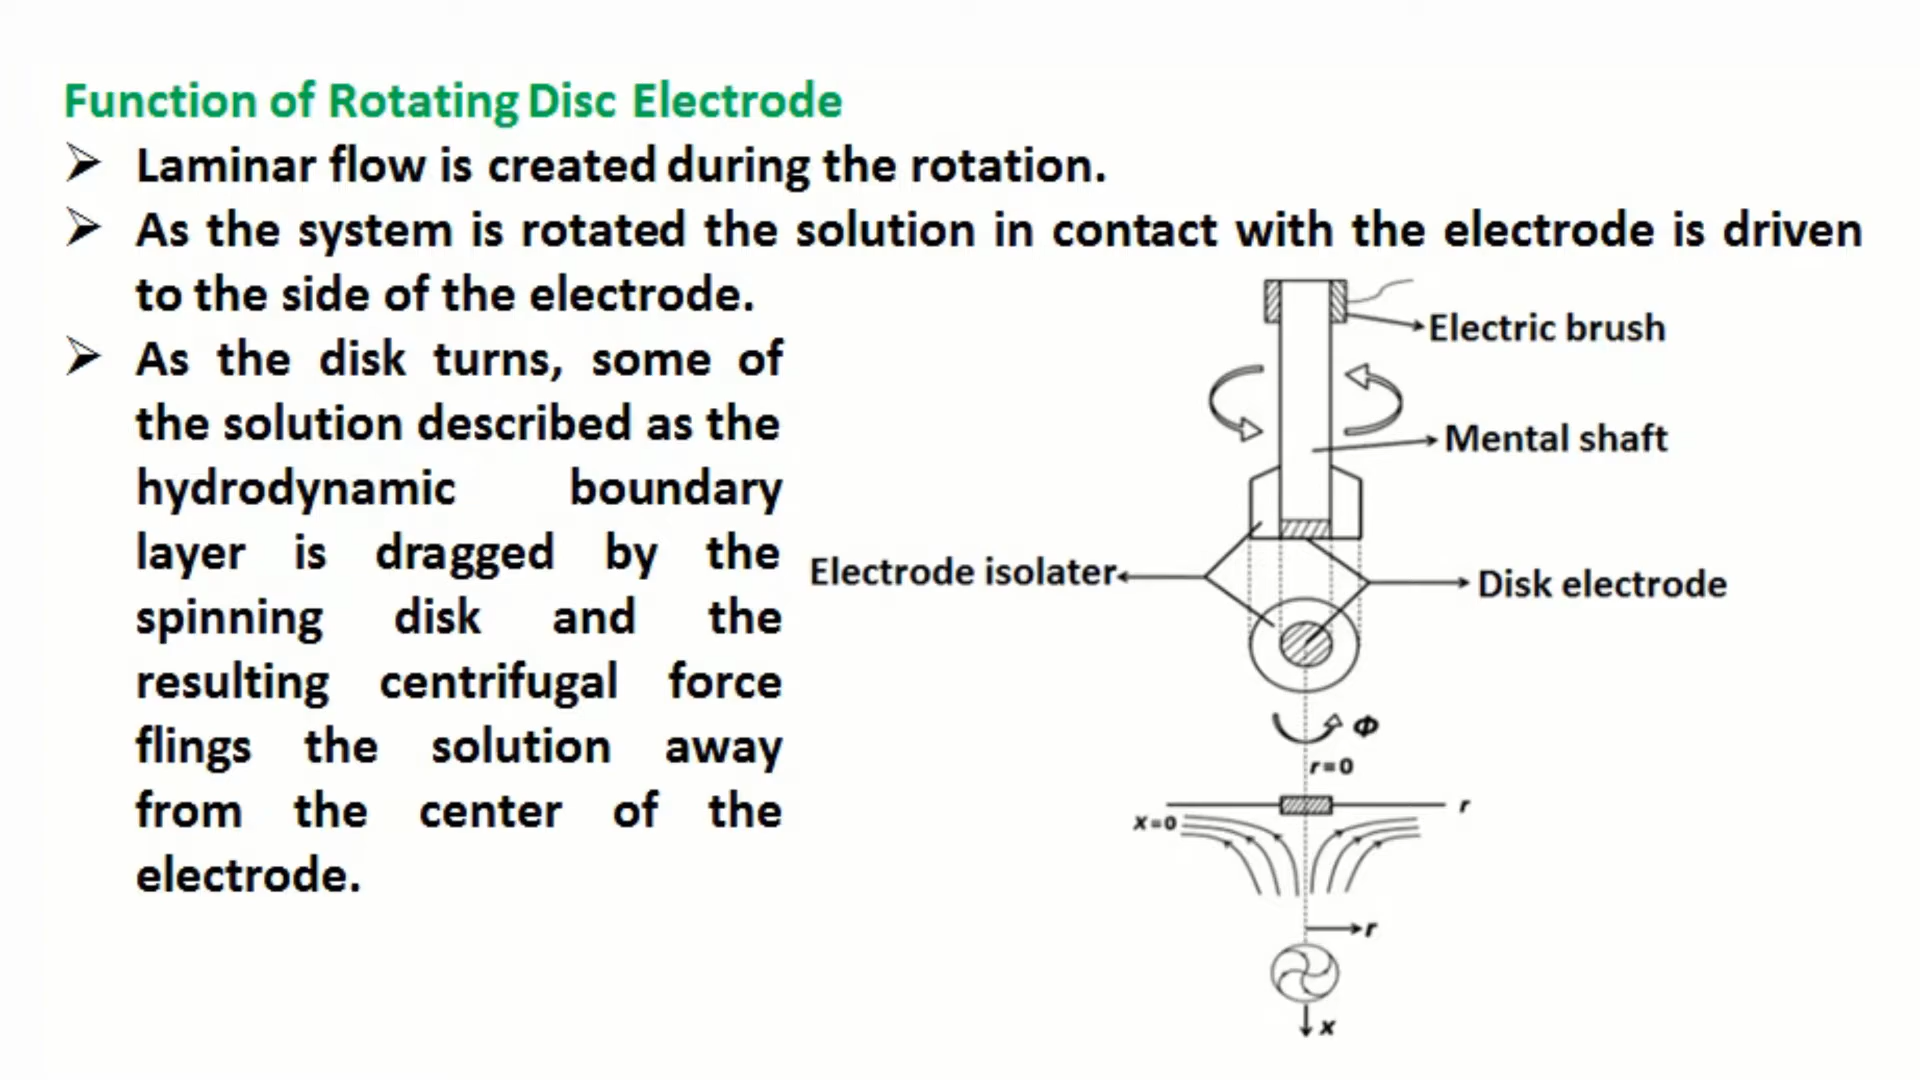 Function of Rotating Disc Electrode
➢ Laminar flow is created during the rotation.
➢ As the system is rotated the solution in contact with the electrode is driven
to the side of the electrode.
➢ As the disk turns, some of
the solution described as the
hydrodynamic boundary
layer is dragged by the
spinning disk and the
resulting centrifugal force
flings the solution away
from the center of the
electrode.
Electric brush
Mental shaft
Electrode isolater
Disk electrode
Φ
r=0
r
x=0
r
x